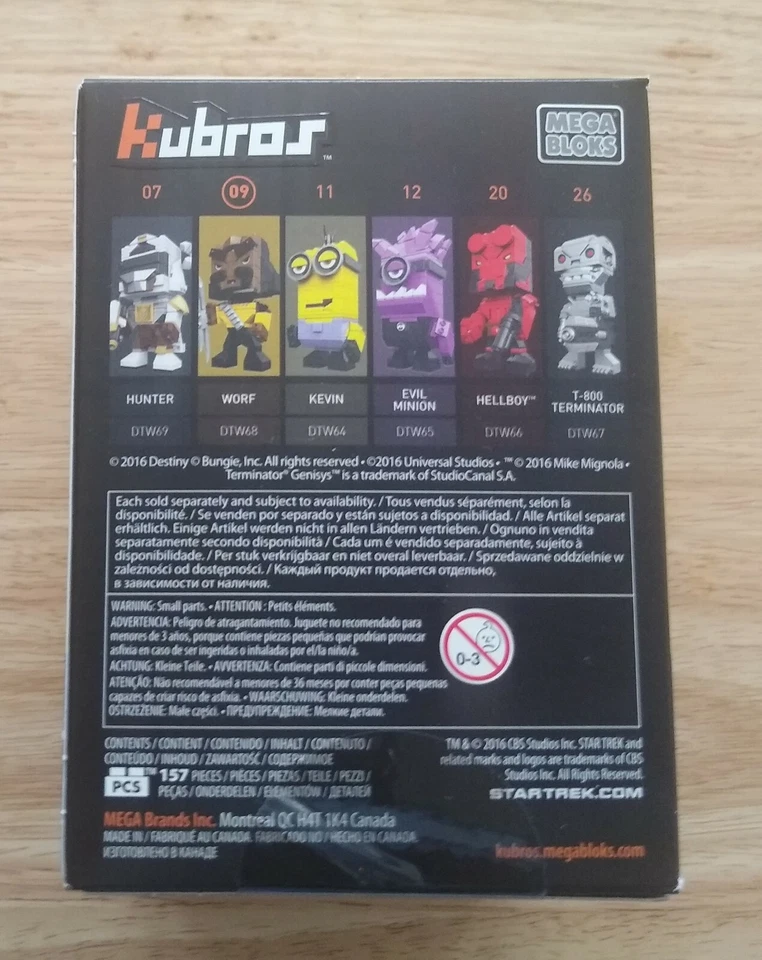 Kubros™
MEGA
BLOKS
07 09 11 12 20 26
HUNTER WORF KEVIN EVIL MINION HELLBOY™ T-800 TERMINATOR
DTW69 DTW68 DTW64 DTW65 DTW66 DTW67
© 2016 Destiny © Bungie, Inc. All rights reserved • ©2016 Universal Studios • ™© 2016 Mike Mignola •
Terminator® Genisys™ is a trademark of StudioCanal S.A.
Each sold separately and subject to availability. / Tous vendus séparément, selon la
disponibilité. / Se venden por separado y están sujetos a disponibilidad. / Alle Artikel separat
erhältlich. Einige Artikel werden nicht in allen Ländern vertrieben. / Ognuno in vendita
separatamente secondo disponibilità / Cada um é vendido separadamente, sujeito à
disponibilidade. / Per stuk verkrijgbaar en niet overal leverbaar. / Sprzedawane oddzielnie w
zależności od dostępności. / Каждый продукт продается отдельно,
в зависимости от наличия.
WARNING: Small parts. • ATTENTION : Petits éléments.
ADVERTENCIA: Peligro de atragantamiento. Juguete no recomendado para
menores de 3 años, porque contiene piezas pequeñas que podrían provocar
asfixia en caso de ser ingeridas o inhaladas por el/la niño/a.
ACHTUNG: Kleine Teile. • AVVERTENZA: Contiene parti di piccole dimensioni.
ATENÇÃO: Não recomendável a menores de 36 meses por conter peças pequenas
capazes de criar risco de asfixia. • WAARSCHUWING: Kleine onderdelen.
OSTRZEŻENIE: Małe części. • ПРЕДУПРЕЖДЕНИЕ: Мелкие детали.
0-3
CONTENTS / CONTIENT / CONTENIDO / INHALT / CONTENUTO /
CONTEÚDO / INHOUD / ZAWARTOŚĆ / СОДЕРЖИМОЕ
PCS™ 157 PIECES / PIÈCES / PIEZAS / TEILE / PEZZI /
PEÇAS / ONDERDELEN / ELEMENTÓW / ДЕТАЛЕЙ
MEGA Brands Inc. Montreal QC H4T 1K4 Canada
MADE IN / FABRIQUÉ AU CANADA. FABRICADO NO / HECHO EN CANADA.
ИЗГОТОВЛЕНО В КАНАДЕ
TM & © 2016 CBS Studios Inc. STAR TREK and
related marks and logos are trademarks of CBS
Studios Inc. All Rights Reserved.
STARTREK.COM
kubros.megabloks.com